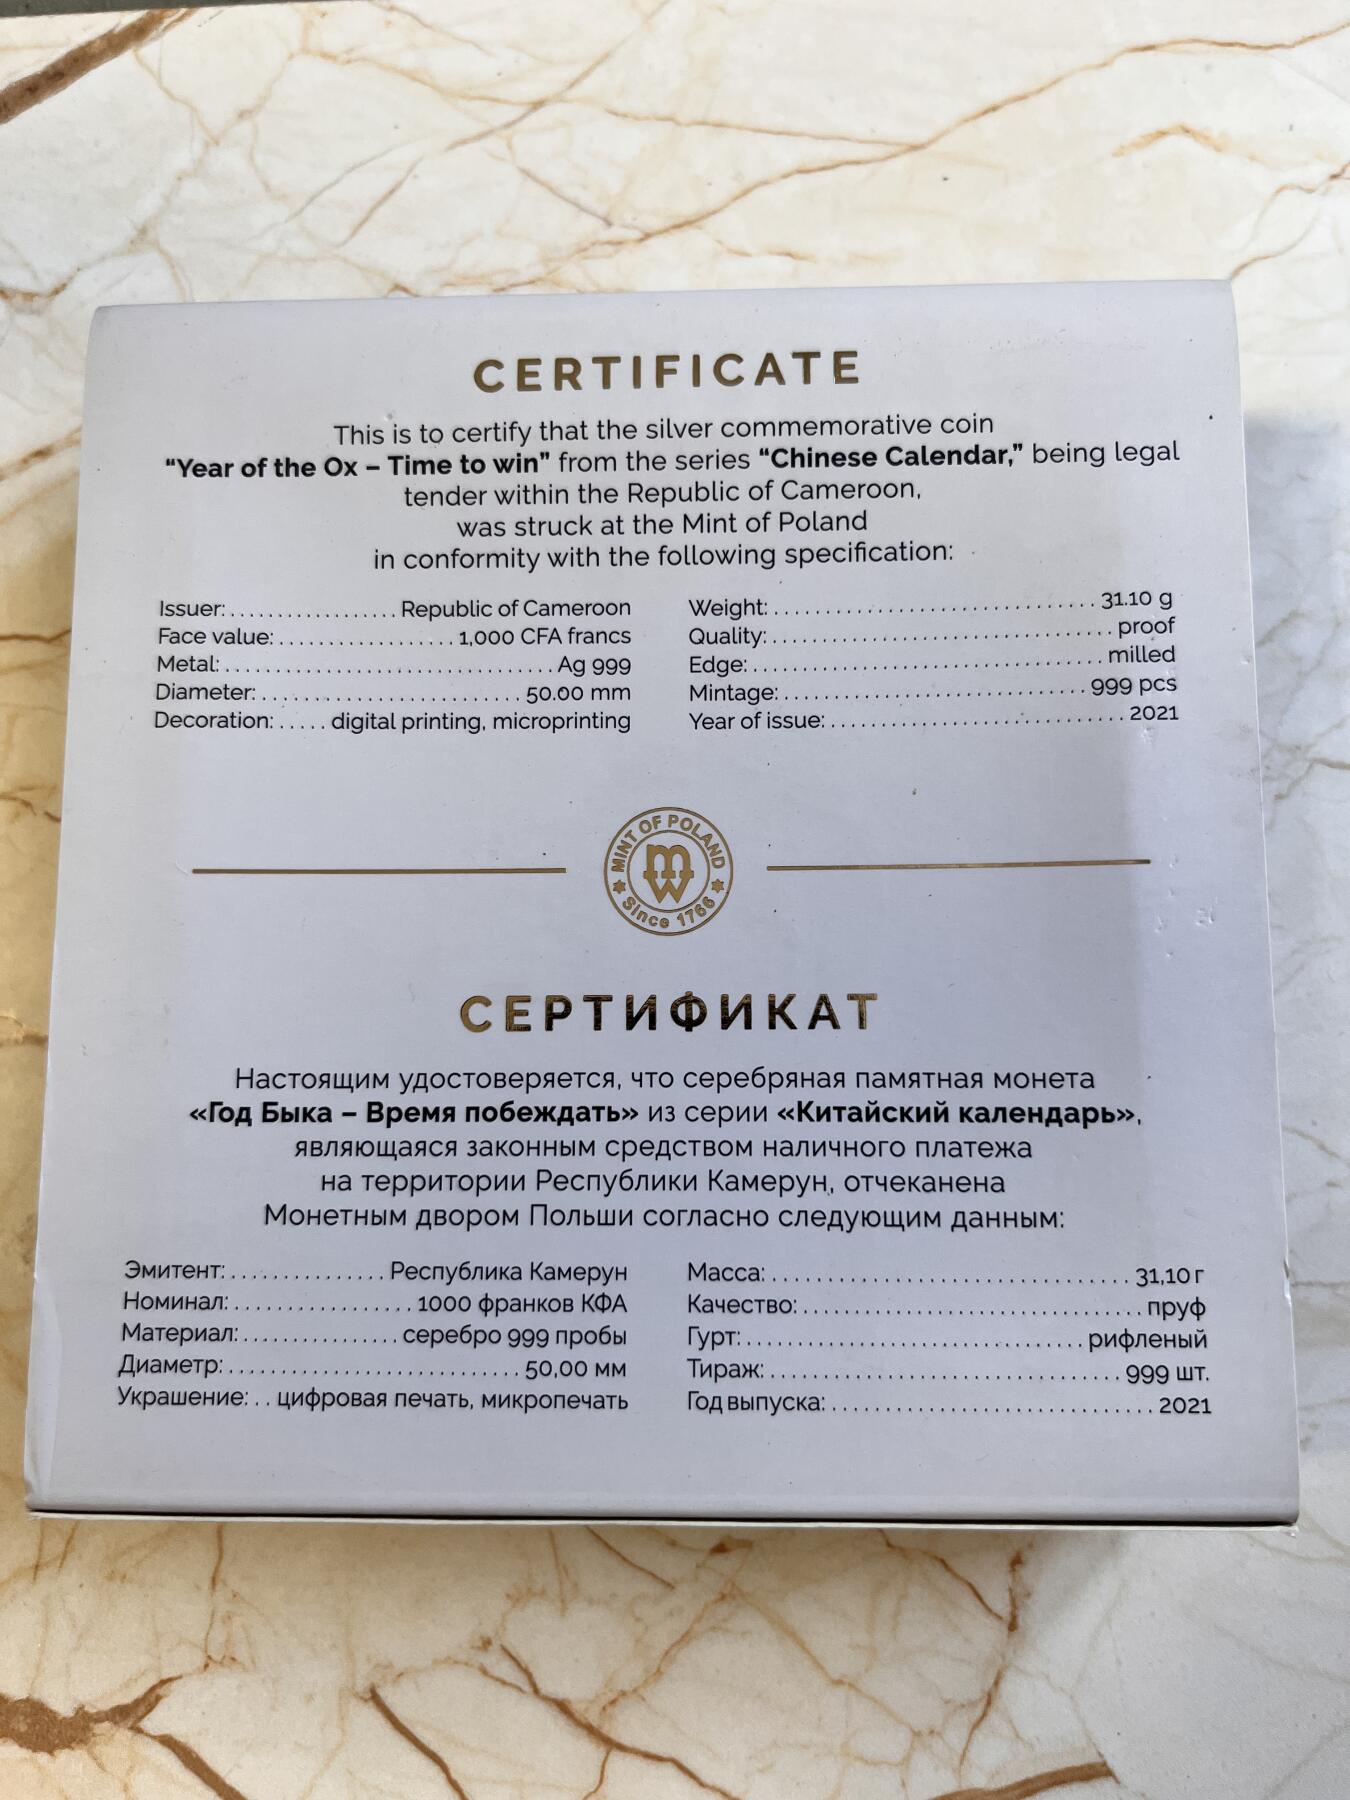 CERTIFICATE
This is to certify that the silver commemorative coin
“Year of the Ox – Time to win” from the series “Chinese Calendar,” being legal
tender within the Republic of Cameroon,
was struck at the Mint of Poland
in conformity with the following specification:
Issuer: ................. Republic of Cameroon
Face value: .................... 1,000 CFA francs
Metal: .................................... Ag 999
Diameter: ............................. 50.00 mm
Decoration: ..... digital printing, microprinting
Weight: ................................ 31.10 g
Quality: .................................. proof
Edge: ................................... milled
Mintage: .............................. 999 pcs
Year of issue: ............................ 2021
MINT OF POLAND
mw
Since 1766
СЕРТИФИКАТ
Настоящим удостоверяется, что серебряная памятная монета
«Год Быка – Время побеждать» из серии «Китайский календарь»,
являющаяся законным средством наличного платежа
на территории Республики Камерун, отчеканена
Монетным двором Польши согласно следующим данным:
Эмитент: ................ Республика Камерун
Номинал: ................... 1000 франков КФА
Материал: ................ серебро 999 пробы
Диаметр: ............................. 50,00 мм
Украшение: .. цифровая печать, микропечать
Масса: .................................. 31,10 г
Качество: ................................ пруф
Гурт: ................................ рифленый
Тираж: ................................. 999 шт.
Год выпуска: ............................. 2021